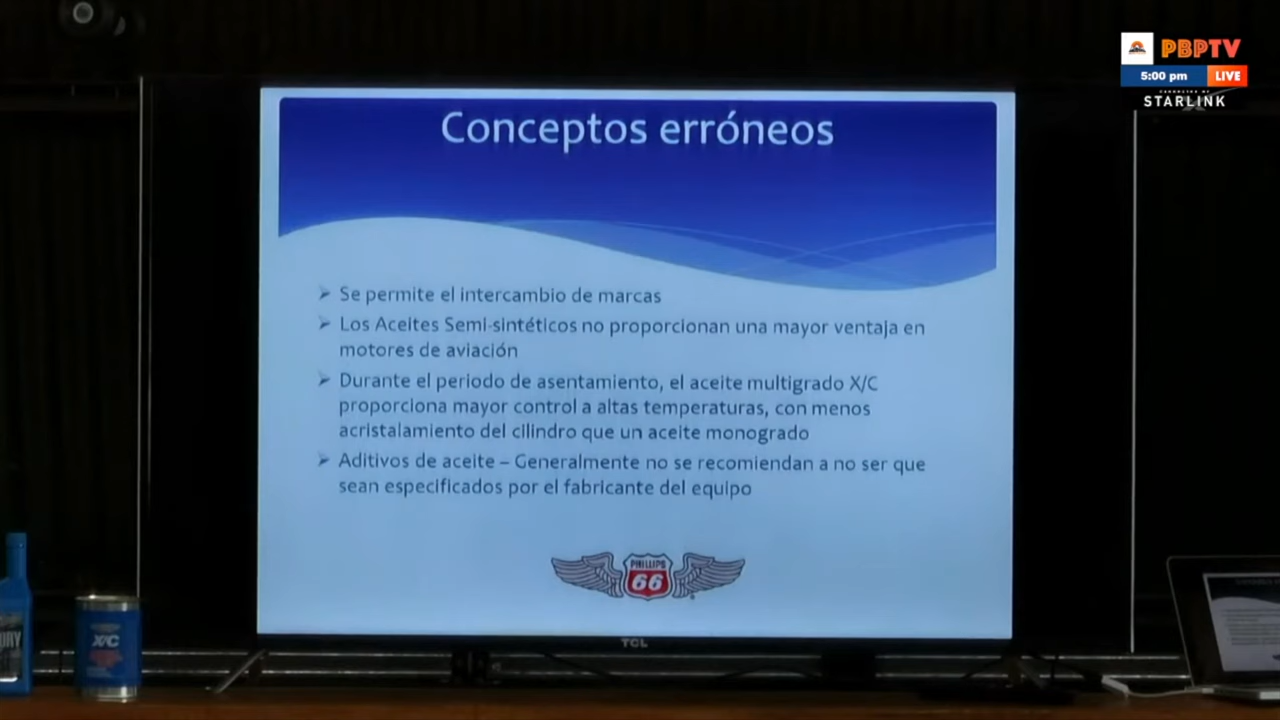 PBPTV
5:00 pm LIVE
STARLINK
Conceptos erróneos
➢ Se permite el intercambio de marcas
➢ Los Aceites Semi-sintéticos no proporcionan una mayor ventaja en
motores de aviación
➢ Durante el periodo de asentamiento, el aceite multigrado X/C
proporciona mayor control a altas temperaturas, con menos
acristalamiento del cilindro que un aceite monogrado
➢ Aditivos de aceite – Generalmente no se recomiendan a no ser que
sean especificados por el fabricante del equipo
PHILLIPS
66
TCL
X/C